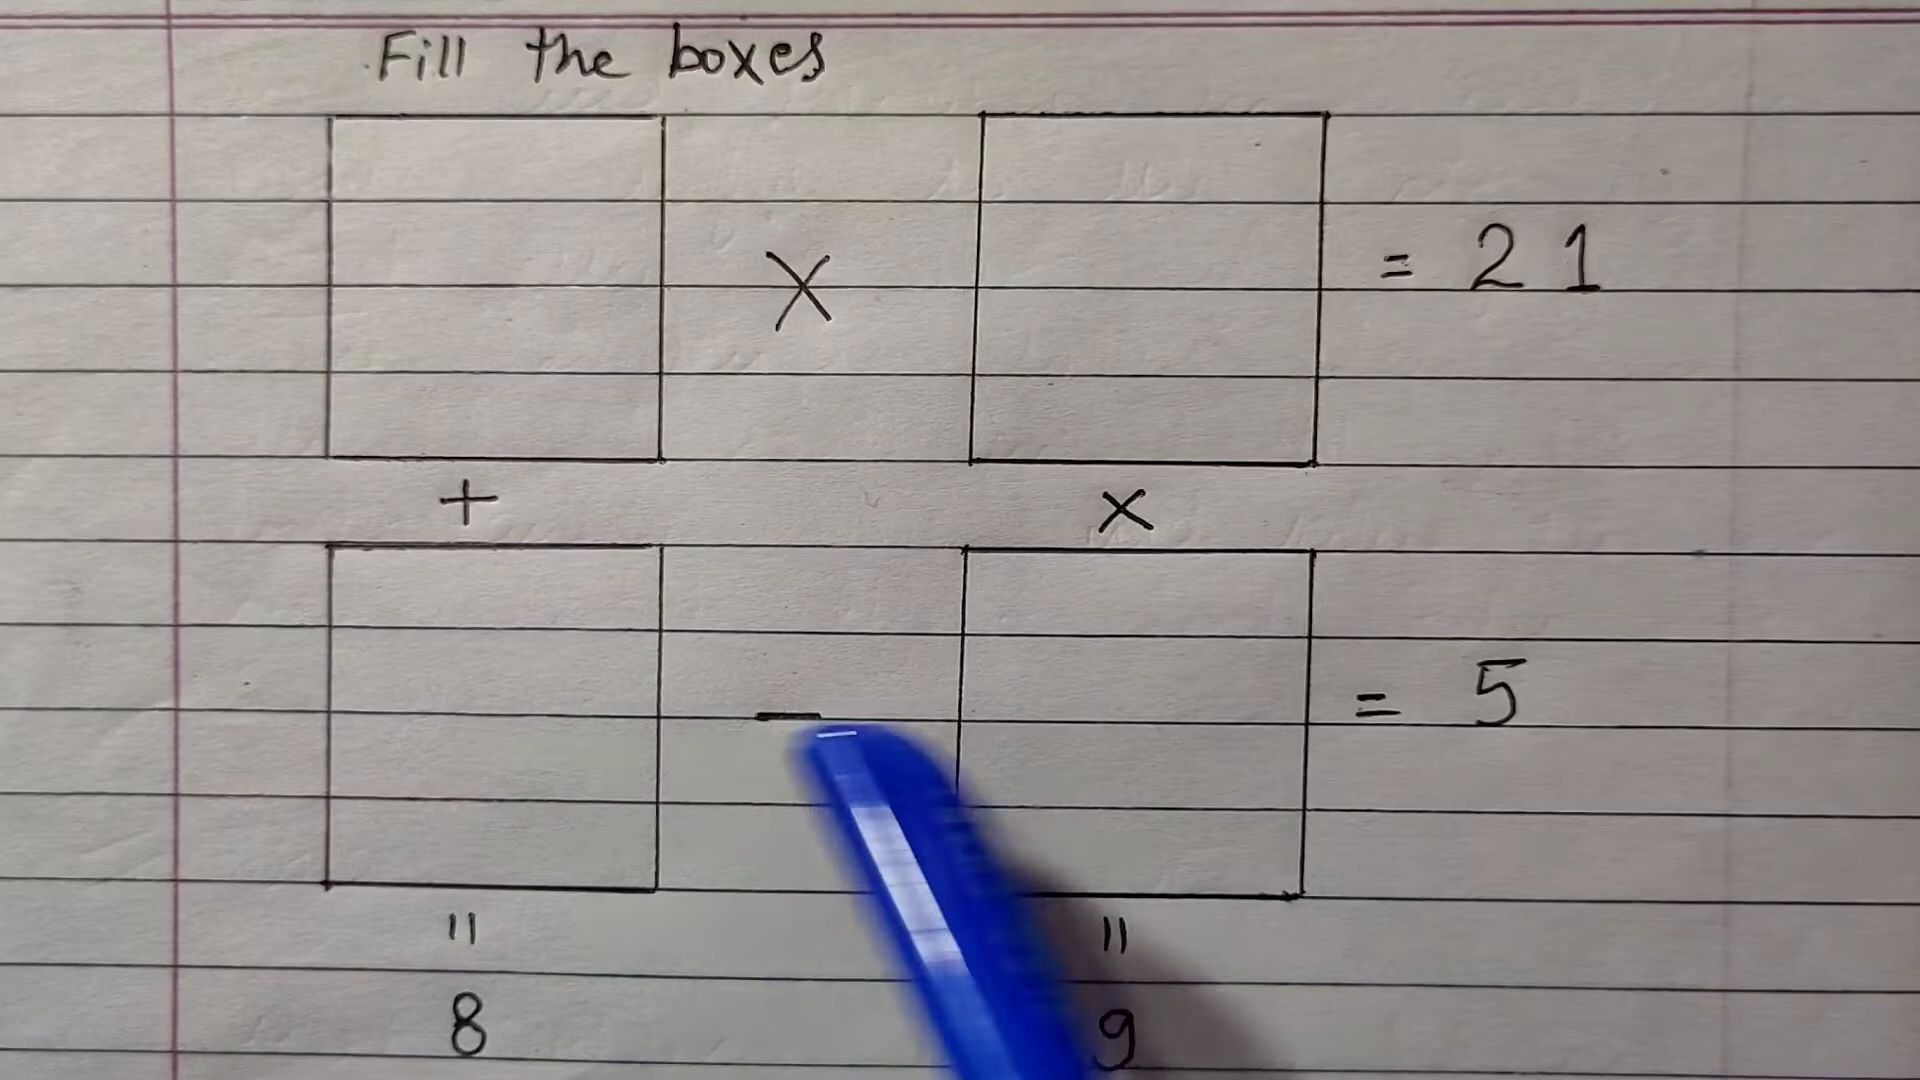 Fill the boxes
X = 21
+ ×
- = 5
= =
8 9